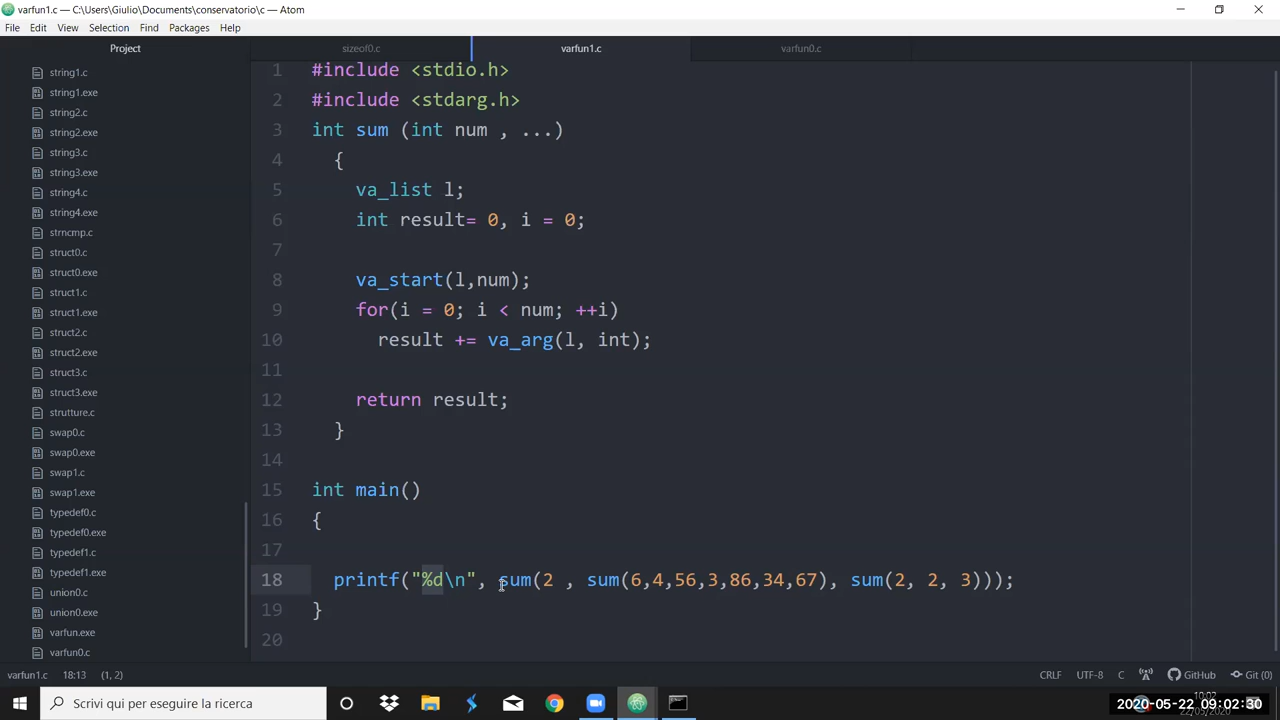 varfun1.c — C:\Users\Giulio\Documents\conservatorio\c — Atom
File Edit View Selection Find Packages Help
Project
sizeof0.c varfun1.c varfun0.c
string1.c
string1.exe
string2.c
string2.exe
string3.c
string3.exe
string4.c
string4.exe
strncmp.c
struct0.c
struct0.exe
struct1.c
struct1.exe
struct2.c
struct2.exe
struct3.c
struct3.exe
strutture.c
swap0.c
swap0.exe
swap1.c
swap1.exe
typedef0.c
typedef0.exe
typedef1.c
typedef1.exe
union0.c
union0.exe
varfun.exe
varfun0.c
1 #include <stdio.h>
2 #include <stdarg.h>
3 int sum (int num , ...)
4 {
5 va_list l;
6 int result= 0, i = 0;
7
8 va_start(l,num);
9 for(i = 0; i < num; ++i)
10 result += va_arg(l, int);
11
12 return result;
13 }
14
15 int main()
16 {
17
18 printf("%d\n", sum(2 , sum(6,4,56,3,86,34,67), sum(2, 2, 3)));
19 }
20
varfun1.c 18:13 (1, 2) CRLF UTF-8 C GitHub Git (0)
Scrivi qui per eseguire la ricerca
10:02
22/05/2020
2020-05-22 09:02:30